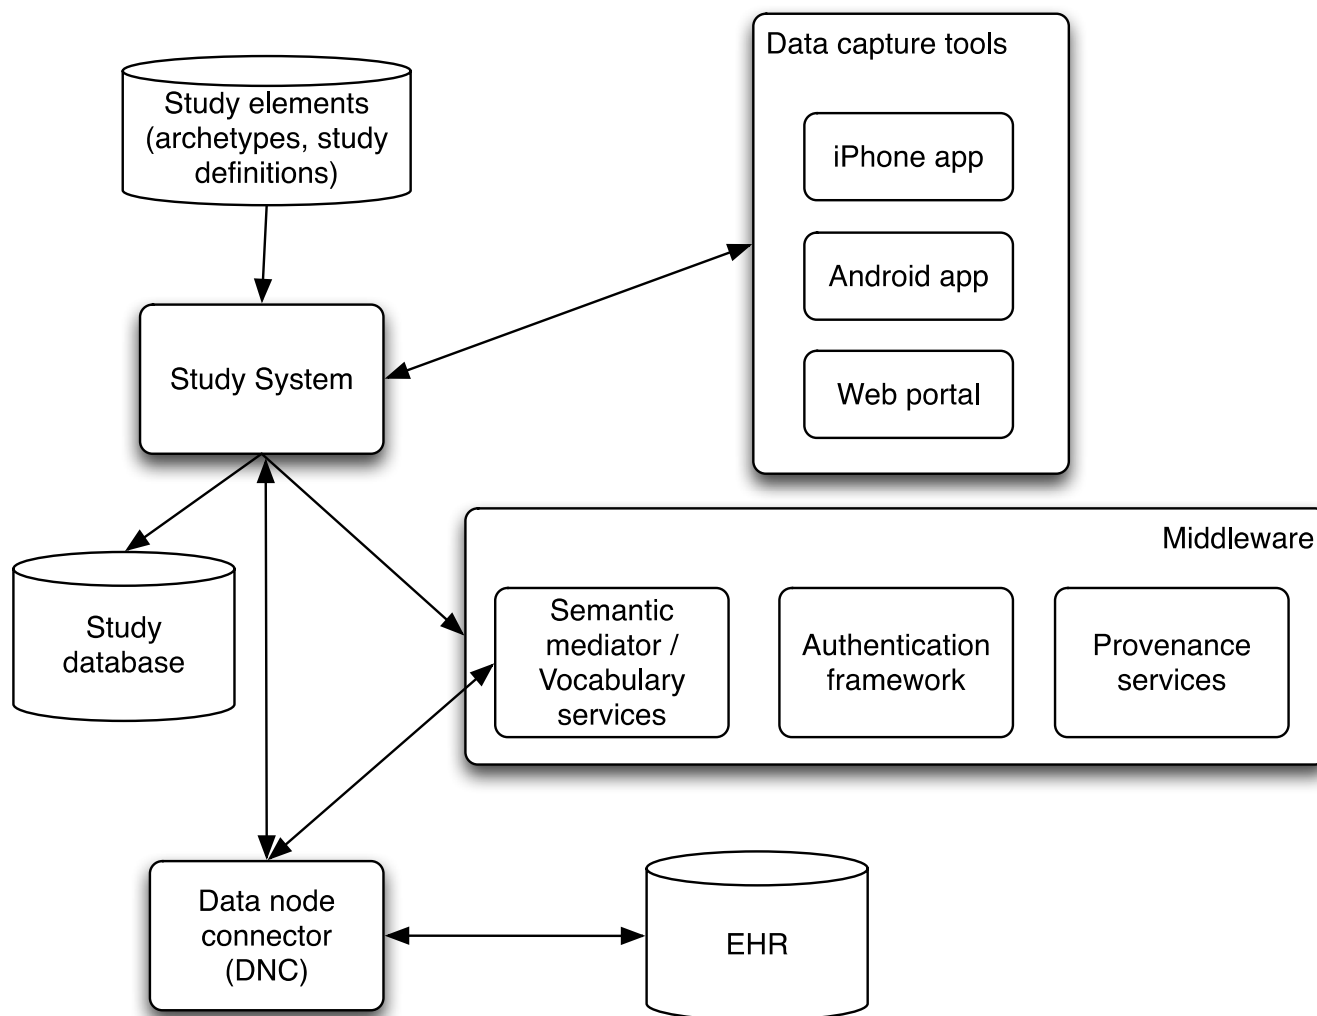 Data capture tools
Study elements
(archetypes, study
definitions)
iPhone app
Android app
Study System
Web portal
Middleware
Semantic
mediator /
Vocabulary
services
Authentication
framework
Provenance
services
Study
database
Data node
connector
(DNC)
EHR